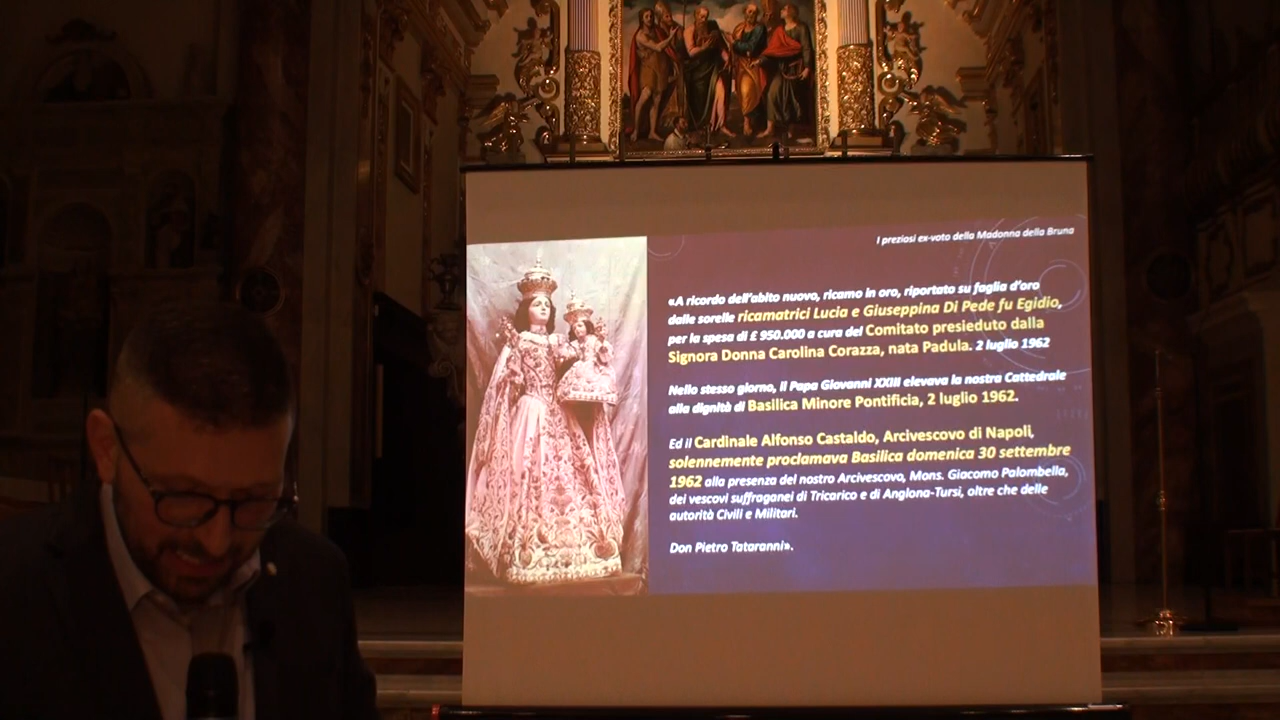 I preziosi ex-voto della Madonna della Bruna
«A ricordo dell'abito nuovo, ricamo in oro, riportato su foglia d'oro
dalle sorelle ricamatrici Lucia e Giuseppina Di Pede fu Egidio,
per la spesa di £ 950.000 a cura del Comitato presieduto dalla
Signora Donna Carolina Corazza, nata Padula. 2 luglio 1962
Nello stesso giorno, il Papa Giovanni XXIII elevava la nostra Cattedrale
alla dignità di Basilica Minore Pontificia, 2 luglio 1962.
Ed il Cardinale Alfonso Castaldo, Arcivescovo di Napoli,
solennemente proclamava Basilica domenica 30 settembre
1962 alla presenza del nostro Arcivescovo, Mons. Giacomo Palombella,
dei vescovi suffraganei di Tricarico e di Anglona-Tursi, oltre che delle
autorità Civili e Militari.
Don Pietro Tataranni».